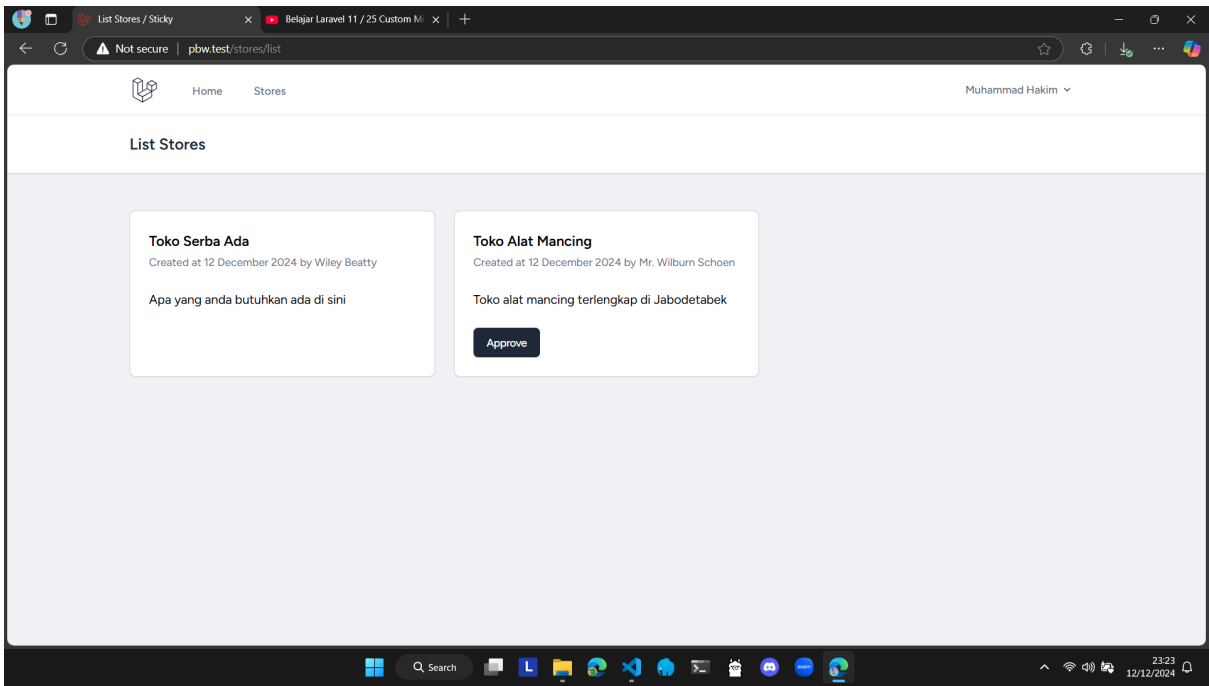 List Stores / Sticky
Belajar Laravel 11 / 25 Custom Mi
Not secure
pbw.test/stores/list
Home
Stores
Muhammad Hakim
List Stores
Toko Serba Ada
Created at 12 December 2024 by Wiley Beatty
Apa yang anda butuhkan ada di sini
Toko Alat Mancing
Created at 12 December 2024 by Mr. Wilburn Schoen
Toko alat mancing terlengkap di Jabodetabek
Approve
Search
L
zoom
23:23
12/12/2024